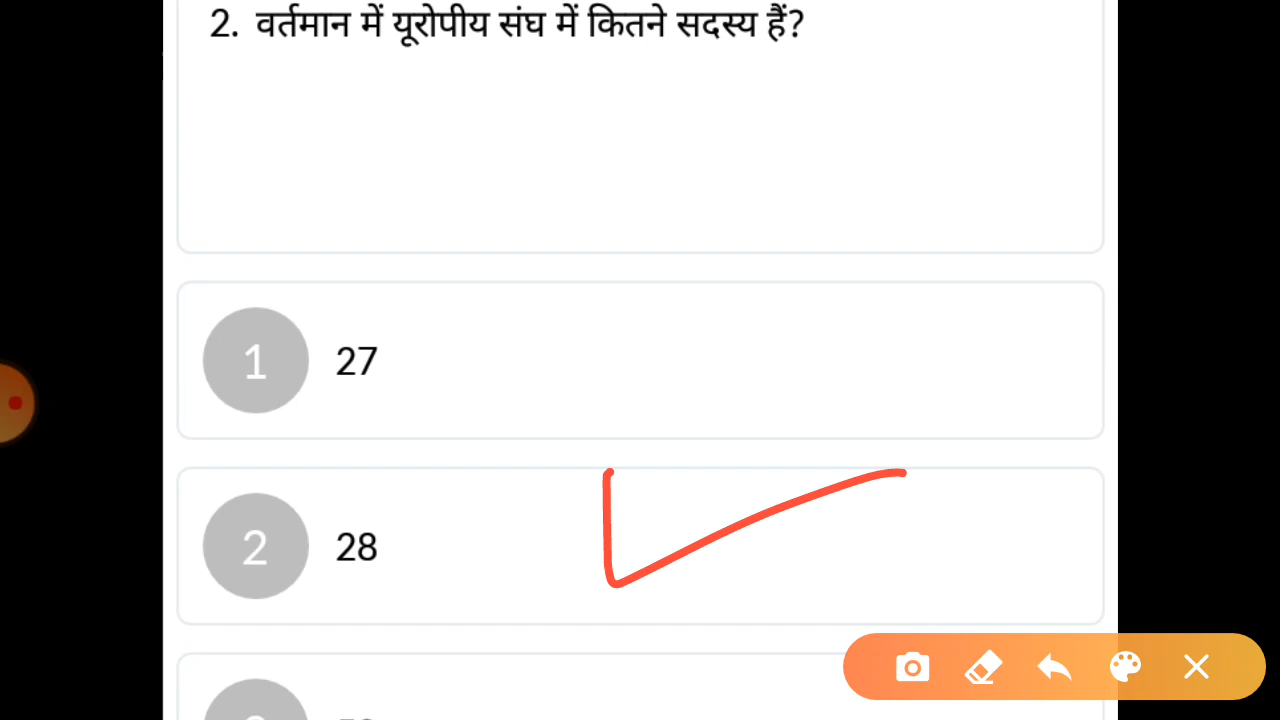 2. वर्तमान में यूरोपीय संघ में कितने सदस्य हैं?
1 27
2 28